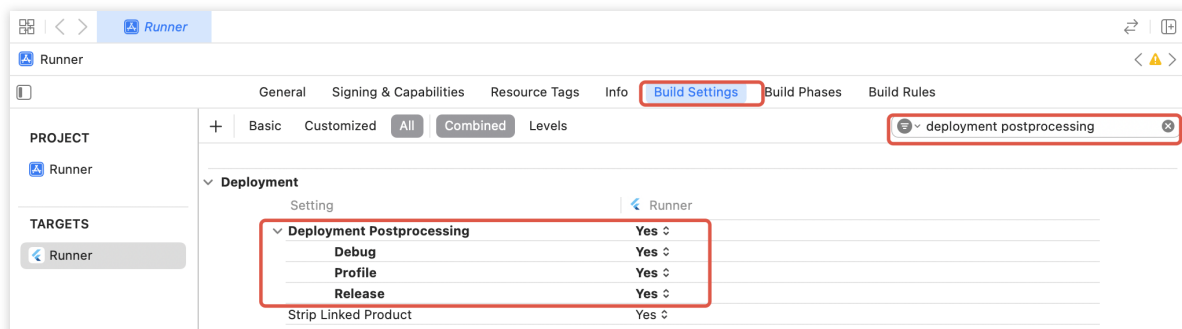 Runner
Runner
General Signing & Capabilities Resource Tags Info Build Settings Build Phases Build Rules
Basic Customized All Combined Levels deployment postprocessing
PROJECT
Runner
TARGETS
Runner
Deployment
Setting Runner
Deployment Postprocessing Yes
Debug Yes
Profile Yes
Release Yes
Strip Linked Product Yes